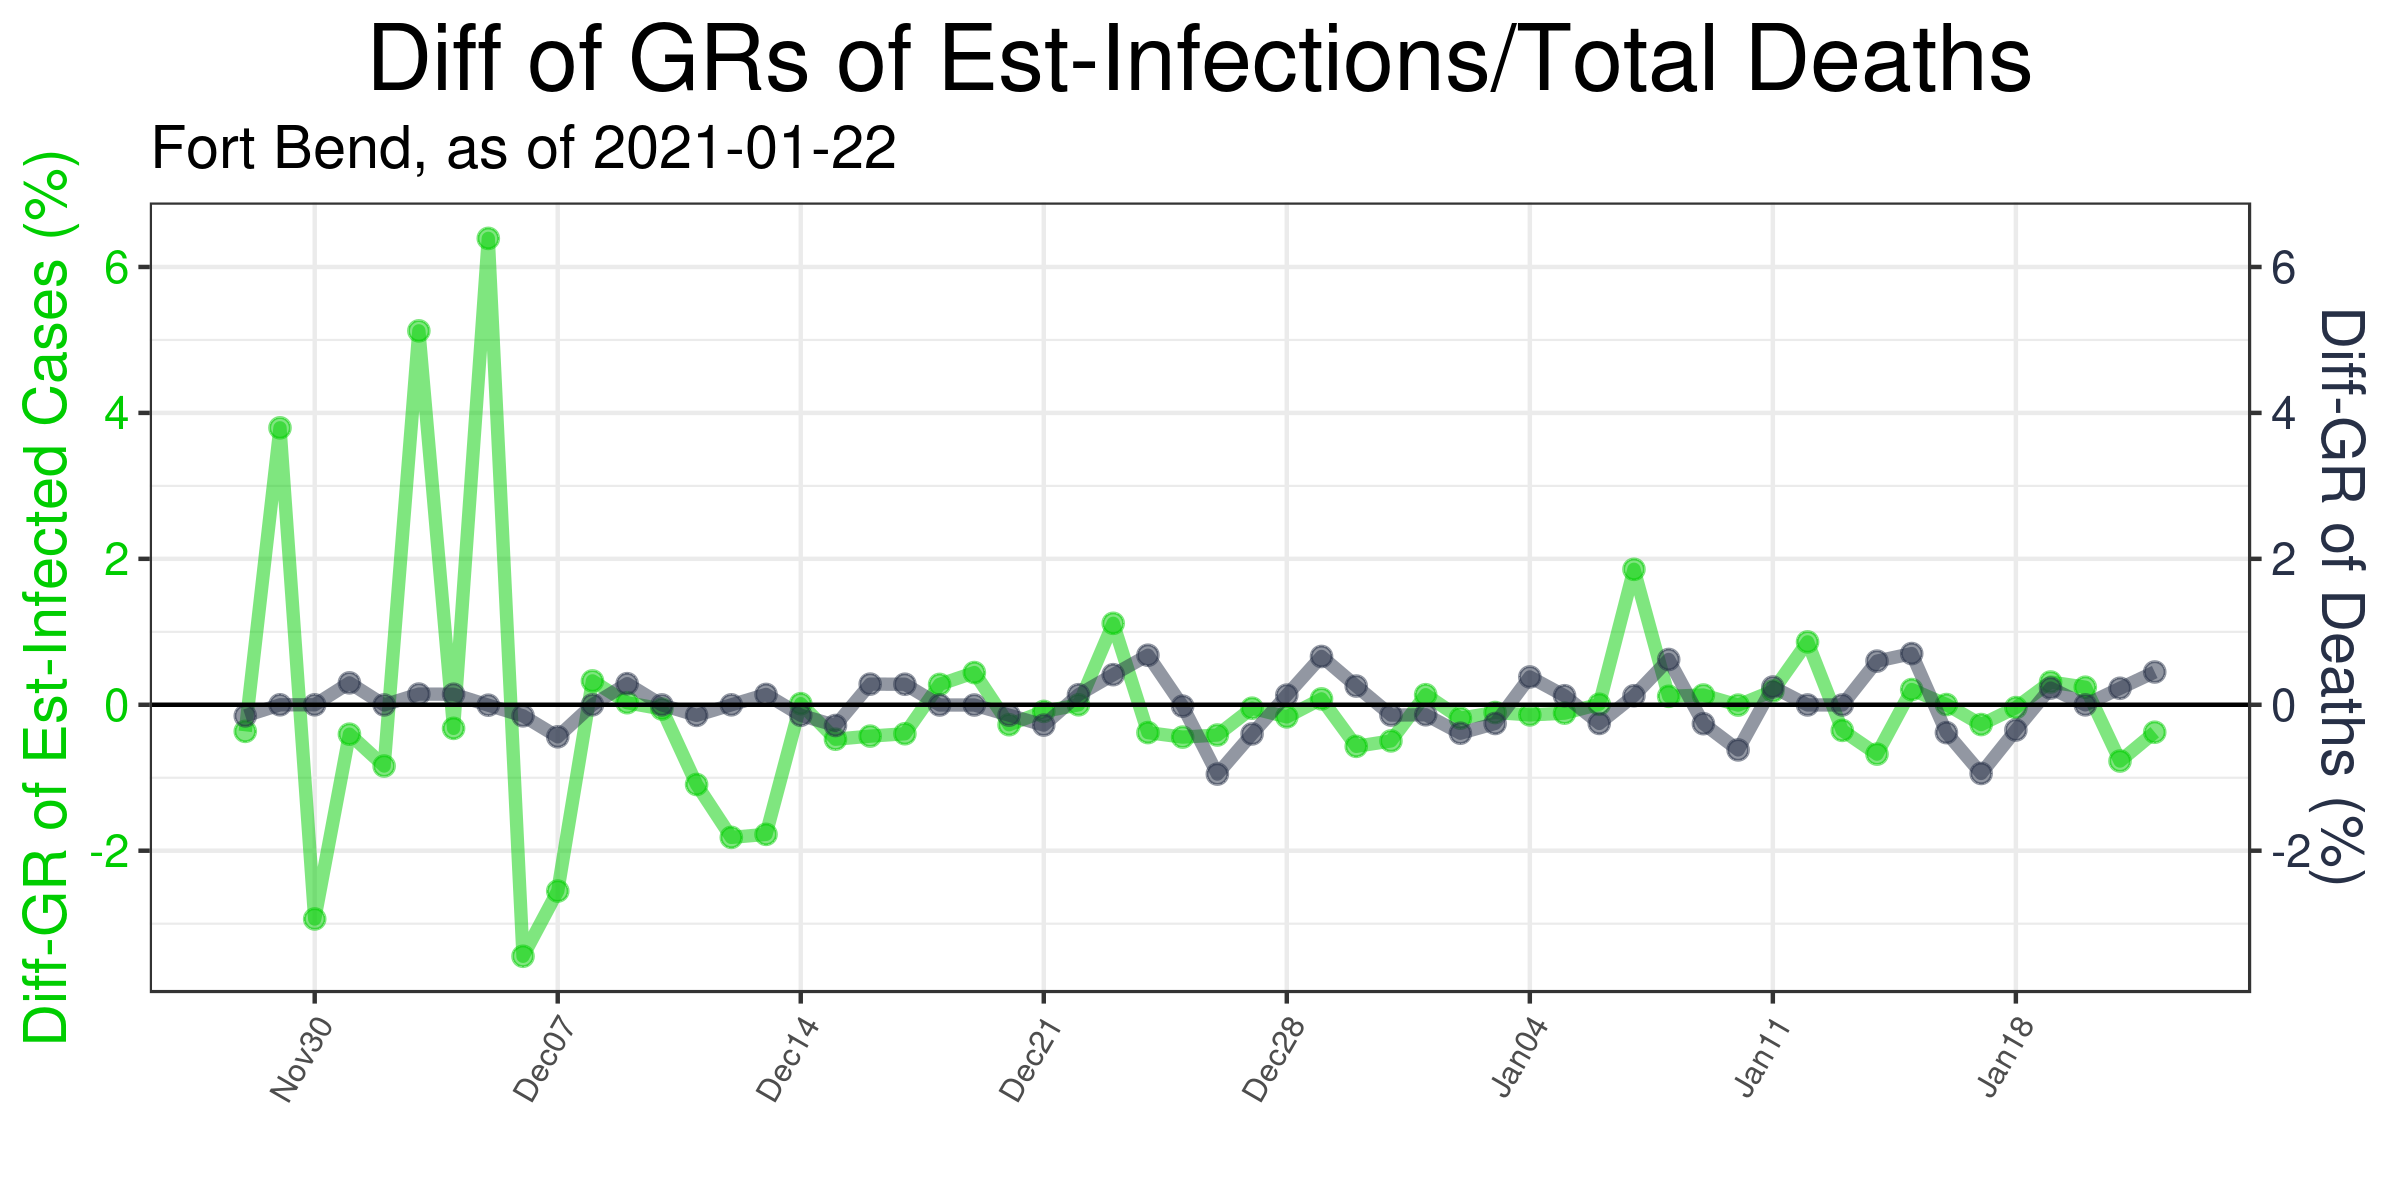 Diff of GRs of Est-Infections/Total Deaths
Fort Bend, as of 2021-01-22
Diff-GR of Est-Infected Cases (%)
6
4
2
0
-2
6
4
2
0
-2
Diff-GR of Deaths (%)
Nov30
Dec07
Dec14
Dec21
Dec28
Jan04
Jan11
Jan18